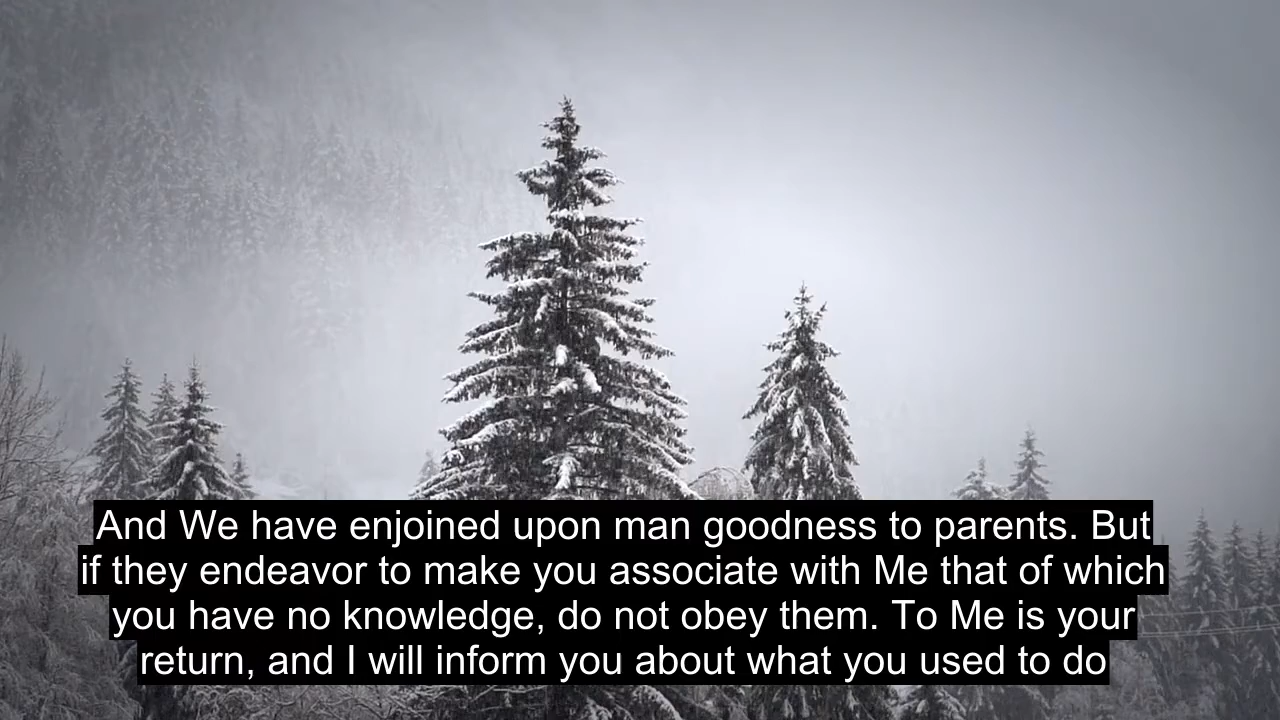 And We have enjoined upon man goodness to parents. But
if they endeavor to make you associate with Me that of which
you have no knowledge, do not obey them. To Me is your
return, and I will inform you about what you used to do